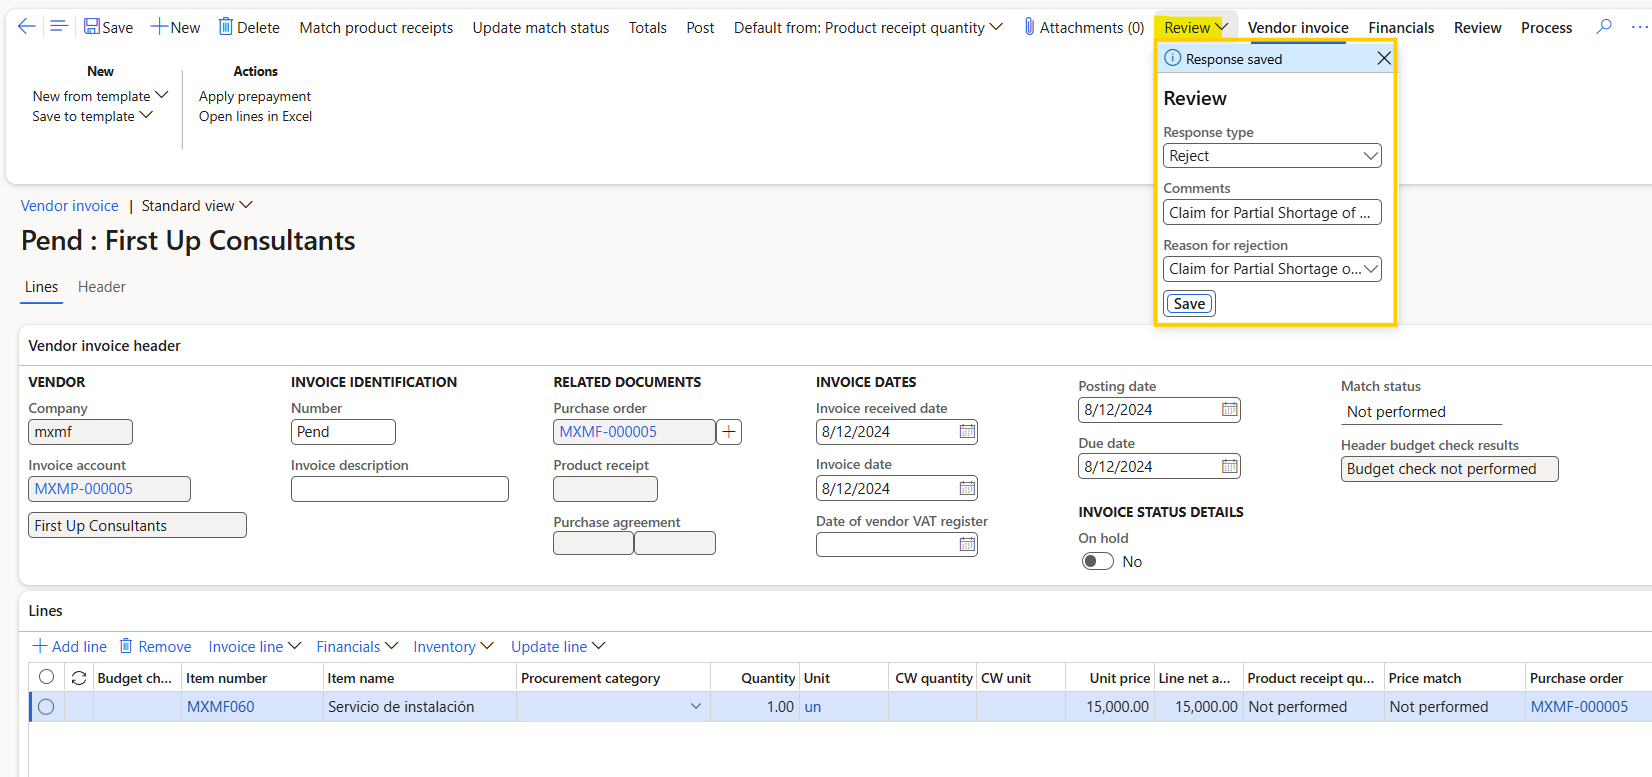 Save New Delete Match product receipts Update match status Totals Post Default from: Product receipt quantity Attachments (0) Review Vendor invoice Financials Review Process
New
New from template
Save to template
Actions
Apply prepayment
Open lines in Excel
Response saved
Review
Response type
Reject
Comments
Claim for Partial Shortage of ...
Reason for rejection
Claim for Partial Shortage o...
Save
Vendor invoice | Standard view
Pend : First Up Consultants
Lines Header
Vendor invoice header
VENDOR
Company
mxmf
Invoice account
MXMP-000005
First Up Consultants
INVOICE IDENTIFICATION
Number
Pend
Invoice description
RELATED DOCUMENTS
Purchase order
MXMF-000005
Product receipt
Purchase agreement
INVOICE DATES
Invoice received date
8/12/2024
Invoice date
8/12/2024
Date of vendor VAT register
Posting date
8/12/2024
Due date
8/12/2024
INVOICE STATUS DETAILS
On hold
No
Match status
Not performed
Header budget check results
Budget check not performed
Lines
Add line Remove Invoice line Financials Inventory Update line
Budget ch... Item number Item name Procurement category Quantity Unit CW quantity CW unit Unit price Line net a... Product receipt qu... Price match Purchase order
MXMF060 Servicio de instalación 1.00 un 15,000.00 15,000.00 Not performed Not performed MXMF-000005